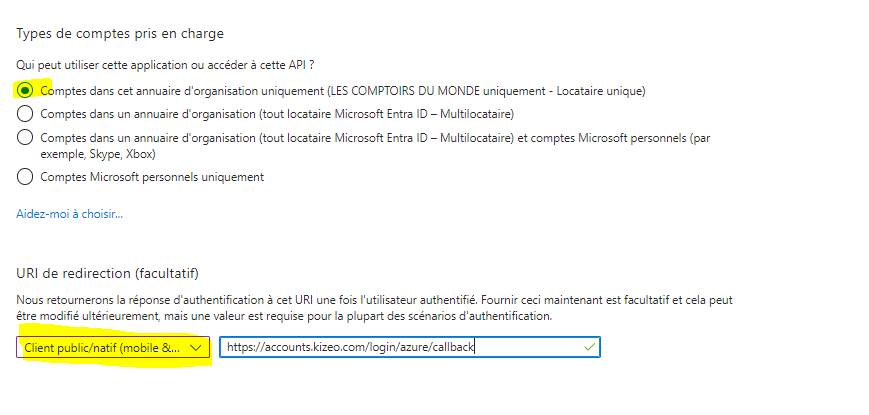 Types de comptes pris en charge
Qui peut utiliser cette application ou accéder à cette API ?
Comptes dans cet annuaire d'organisation uniquement (LES COMPTOIRS DU MONDE uniquement - Locataire unique)
Comptes dans un annuaire d'organisation (tout locataire Microsoft Entra ID – Multilocataire)
Comptes dans un annuaire d'organisation (tout locataire Microsoft Entra ID – Multilocataire) et comptes Microsoft personnels (par
exemple, Skype, Xbox)
Comptes Microsoft personnels uniquement
Aidez-moi à choisir...
URI de redirection (facultatif)
Nous retournerons la réponse d'authentification à cet URI une fois l'utilisateur authentifié. Fournir ceci maintenant est facultatif et cela peut
être modifié ultérieurement, mais une valeur est requise pour la plupart des scénarios d'authentification.
Client public/natif (mobile &... https://accounts.kizeo.com/login/azure/callback